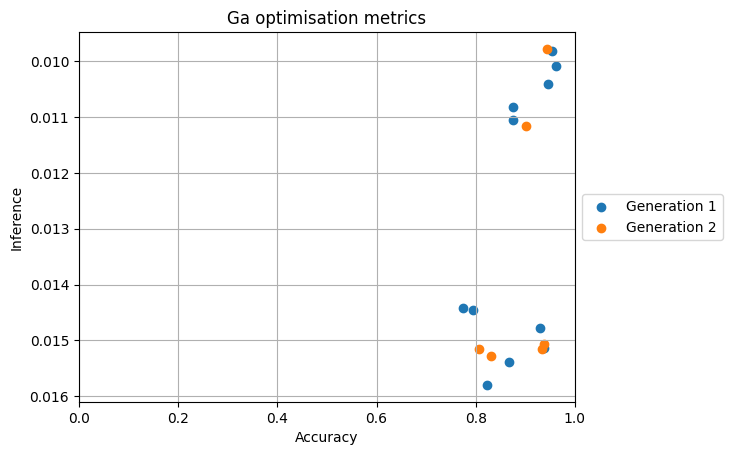 Ga optimisation metrics
0.010
0.011
0.012
0.013
0.014
0.015
0.016
Inference
0.0
0.2
0.4
0.6
0.8
1.0
Accuracy
Generation 1
Generation 2